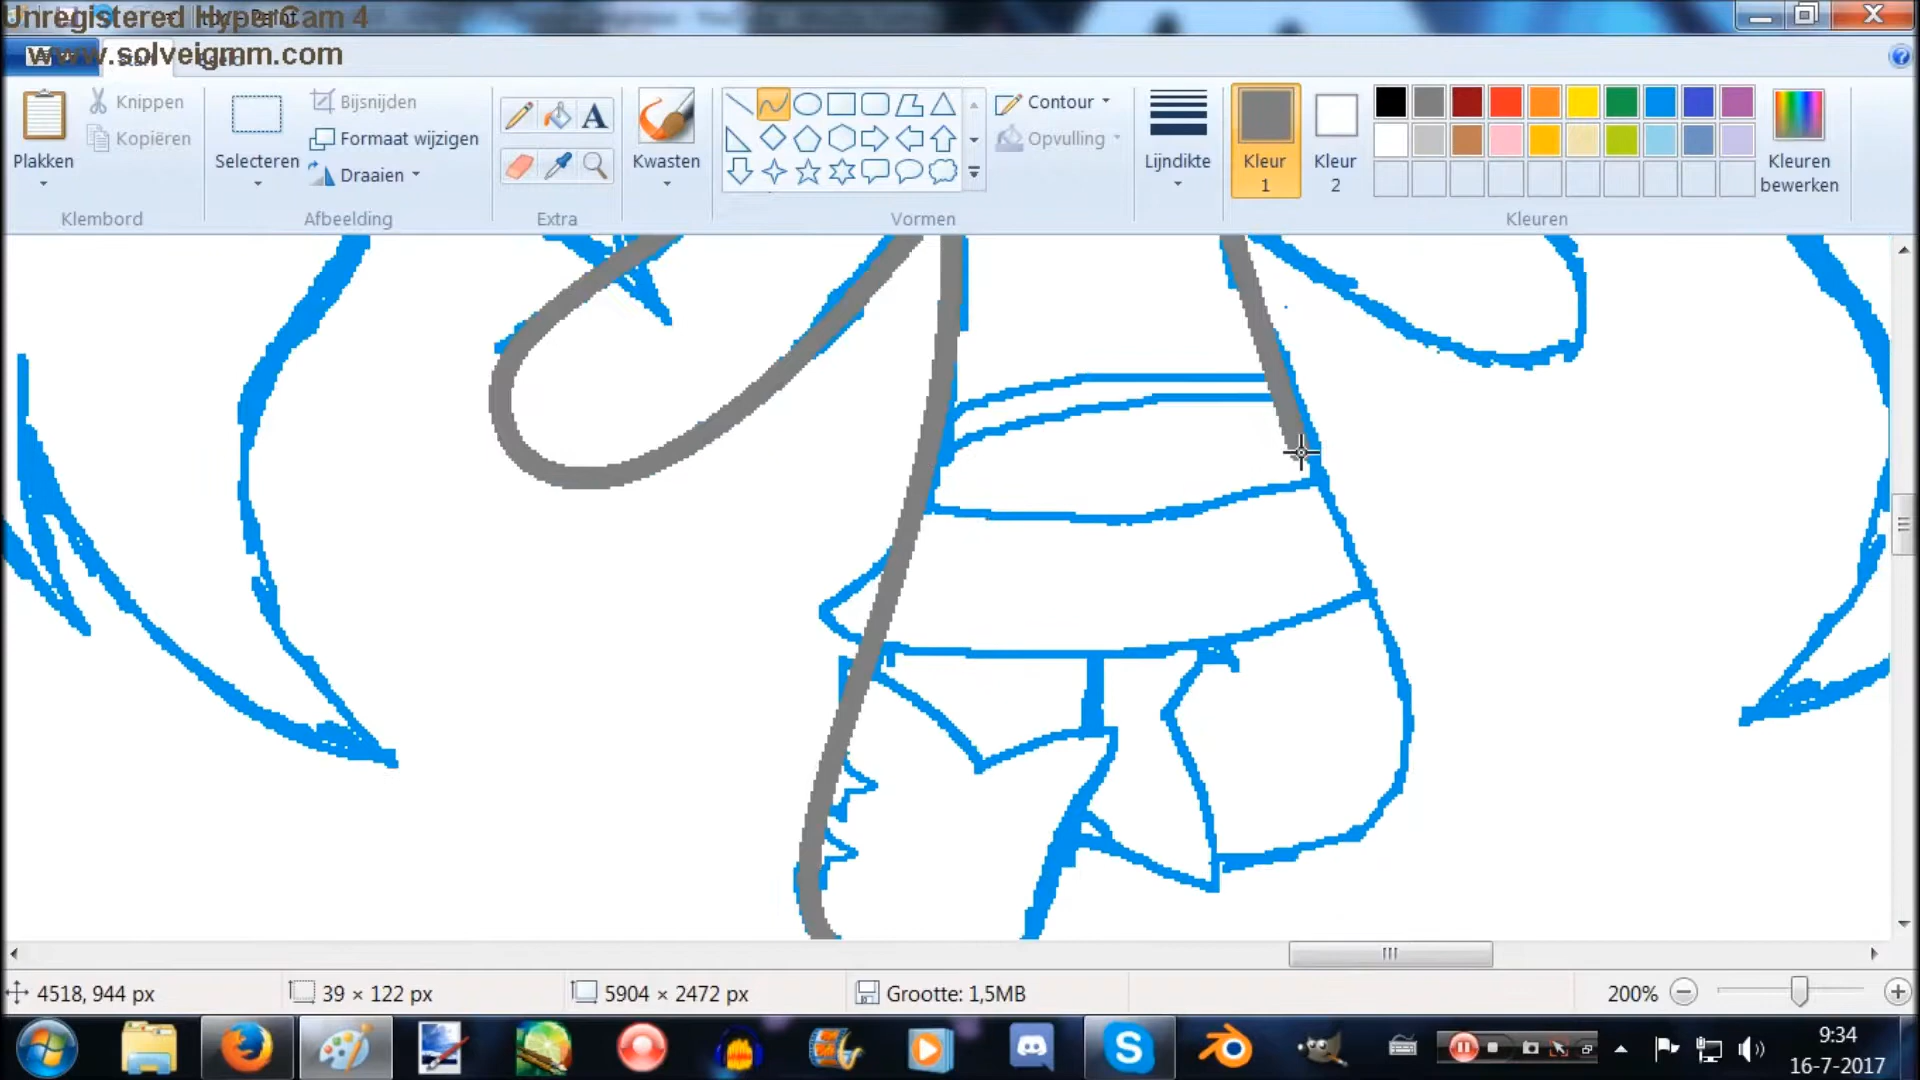 Unregistered HyperCam 4
www.solveigmm.com
Plakken
Knippen
Kopiëren
Klembord
Selecteren
Bijsnijden
Formaat wijzigen
Draaien
Afbeelding
A
Extra
Kwasten
Vormen
Contour
Opvulling
Lijndikte
Kleur
1
Kleur
2
Kleuren
bewerken
Kleuren
4518, 944 px
39 × 122 px
5904 × 2472 px
Grootte: 1,5MB
200%
9:34
16-7-2017